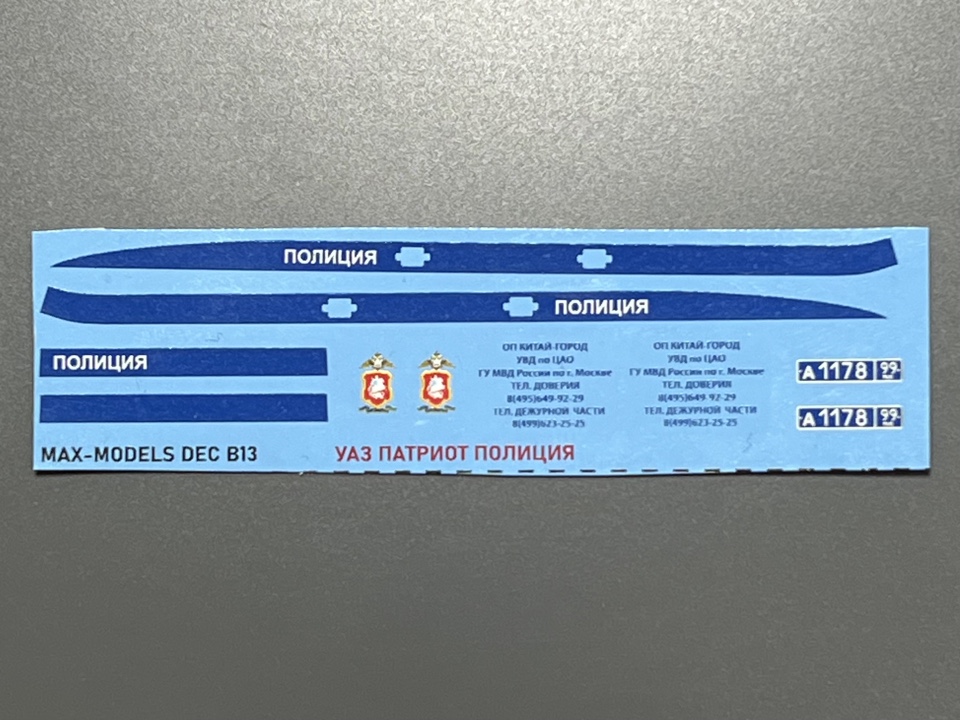 ПОЛИЦИЯ
ПОЛИЦИЯ
ПОЛИЦИЯ
ОП КИТАЙ-ГОРОД
УВД по ЦАО
ГУ МВД России по г. Москве
ТЕЛ. ДОВЕРИЯ
8(495)649-92-29
ТЕЛ. ДЕЖУРНОЙ ЧАСТИ
8(499)623-25-25
ОП КИТАЙ-ГОРОД
УВД по ЦАО
ГУ МВД России по г. Москве
ТЕЛ. ДОВЕРИЯ
8(495)649-92-29
ТЕЛ. ДЕЖУРНОЙ ЧАСТИ
8(499)623-25-25
А 1178 99
А 1178 99
MAX-MODELS DEC B13
УАЗ ПАТРИОТ ПОЛИЦИЯ